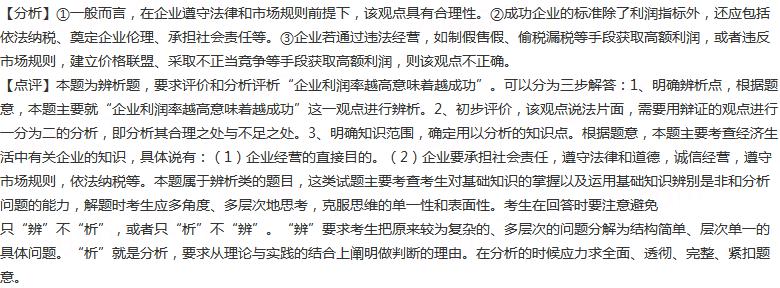 【分析】①一般而言，在企业遵守法律和市场规则前提下，该观点具有合理性。②成功企业的标准除了利润指标外，还应包括
依法纳税、奠定企业伦理、承担社会责任等。③企业若通过违法经营，如制假售假、偷税漏税等手段获取高额利润，或者违反
市场规则，建立价格联盟、采取不正当竞争等手段获取高额利润，则该观点不正确。
【点评】本题为辨析题，要求评价和分析评析“企业利润率越高意味着越成功”。可以分为三步解答：1、明确辨析点，根据题
意，本题主要就“企业利润率越高意味着越成功”这一观点进行辨析。2、初步评价，该观点说法片面，需要用辩证的观点进行
一分为二的分析，即分析其合理之处与不足之处。3、明确知识范围，确定用以分析的知识点。根据题意，本题主要考查经济生
活中有关企业的知识，具体说有：（1）企业经营的直接目的。（2）企业要承担社会责任，遵守法律和道德，诚信经营，遵守
市场规则，依法纳税等。本题属于辨析类的题目，这类试题主要考查考生对基础知识的掌握以及运用基础知识辨别是非和分析
问题的能力，解题时考生应多角度、多层次地思考，克服思维的单一性和表面性。考生在回答时要注意避免
只“辨”不“析”，或者只“析”不“辨”。“辨”要求考生把原来较为复杂的、多层次的问题分解为结构简单、层次单一的
具体问题。“析”就是分析，要求从理论与实践的结合上阐明做判断的理由。在分析的时候应力求全面、透彻、完整、紧扣题
意。